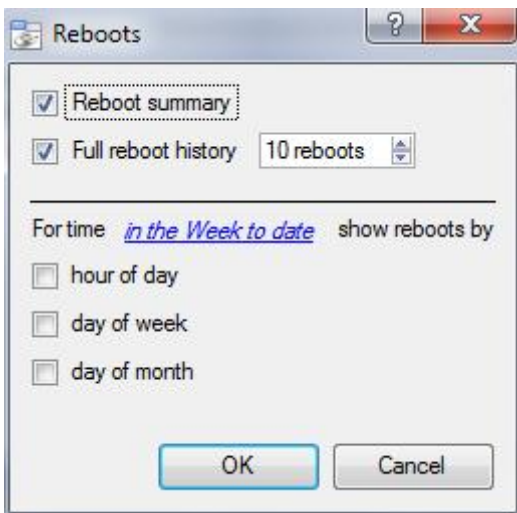 Reboots
Reboot summary
Full reboot history 10 reboots
For time in the Week to date show reboots by
hour of day
day of week
day of month
OK Cancel